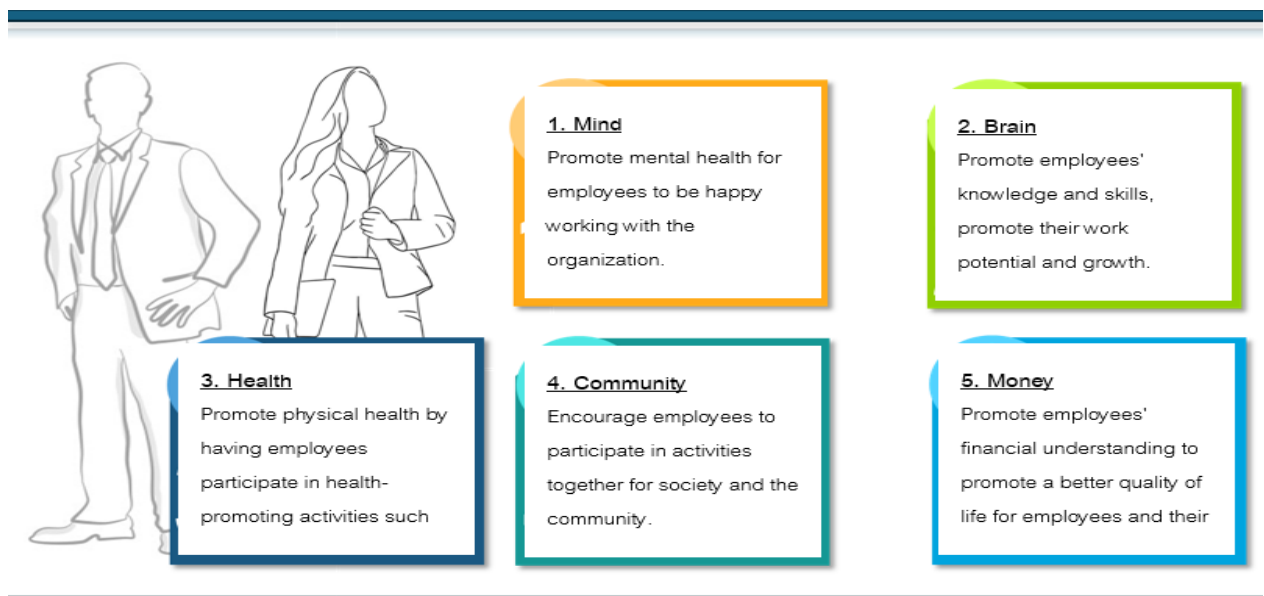 1. Mind
Promote mental health for
employees to be happy
working with the
organization.
2. Brain
Promote employees'
knowledge and skills,
promote their work
potential and growth.
3. Health
Promote physical health by
having employees
participate in health-
promoting activities such
4. Community
Encourage employees to
participate in activities
together for society and the
community.
5. Money
Promote employees'
financial understanding to
promote a better quality of
life for employees and their